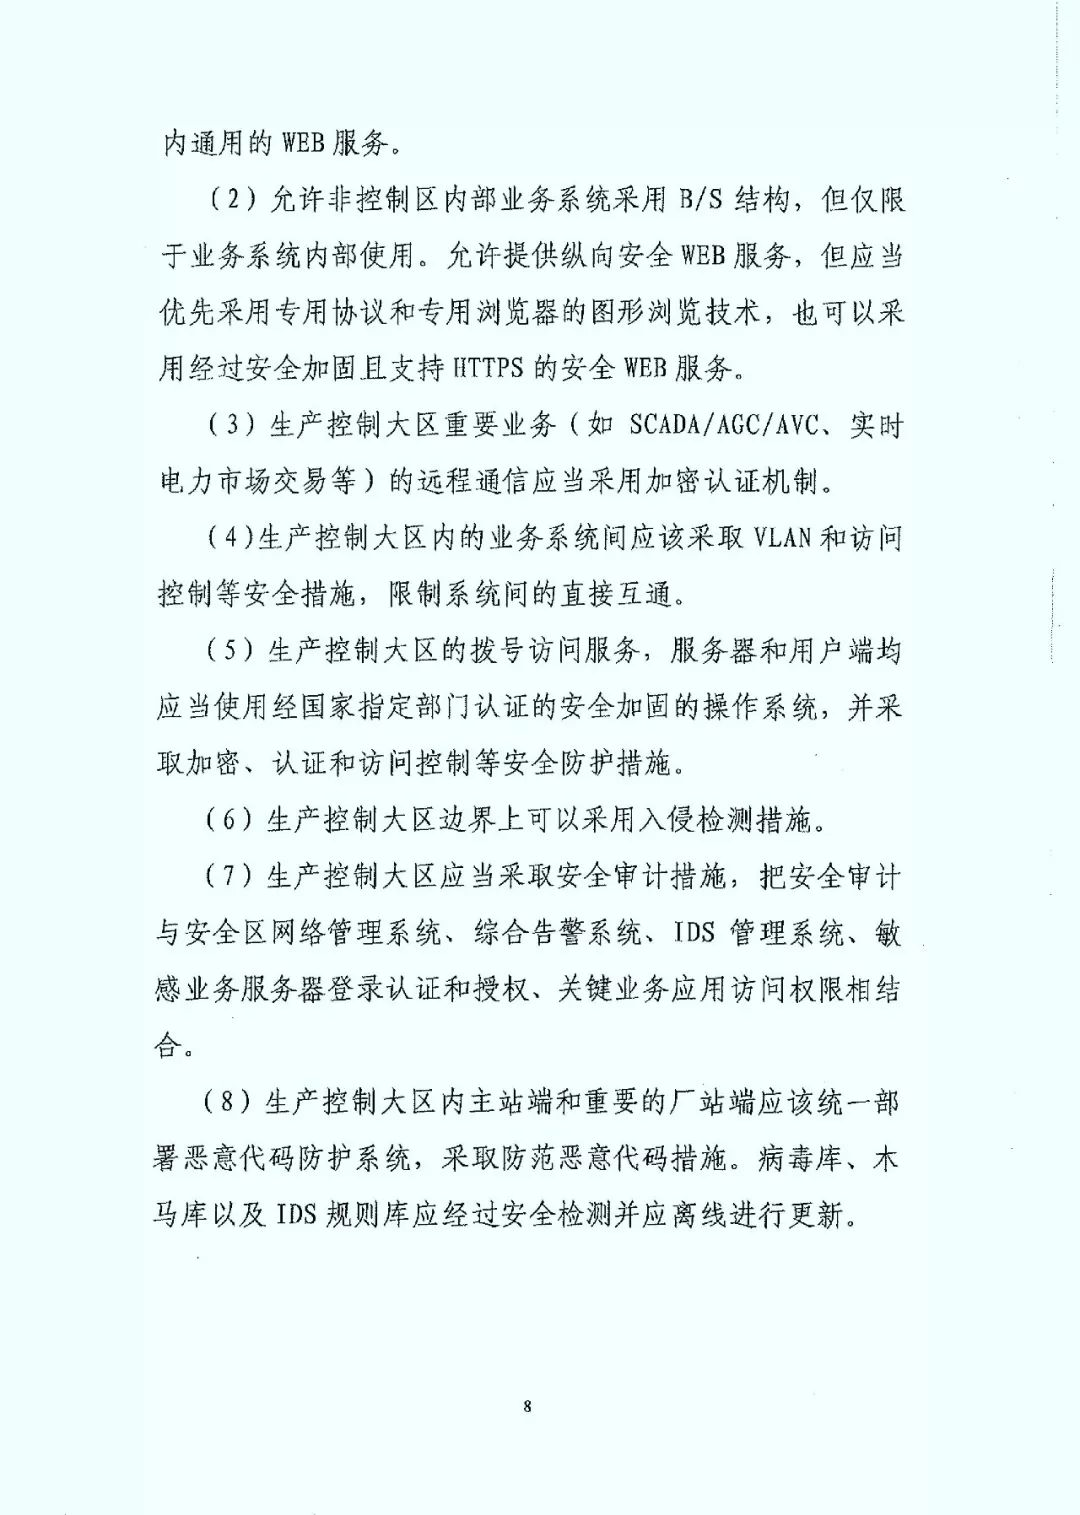 内通用的 WEB 服务。
（2）允许非控制区内部业务系统采用 B/S 结构，但仅限
于业务系统内部使用。允许提供纵向安全 WEB 服务，但应当
优先采用专用协议和专用浏览器的图形浏览技术，也可以采
用经过安全加固且支持 HTTPS 的安全 WEB 服务。
（3）生产控制大区重要业务（如 SCADA/AGC/AVC、实时
电力市场交易等）的远程通信应当采用加密认证机制。
（4）生产控制大区内的业务系统间应该采取 VLAN 和访问
控制等安全措施，限制系统间的直接互通。
（5）生产控制大区的拨号访问服务，服务器和用户端均
应当使用经国家指定部门认证的安全加固的操作系统，并采
取加密、认证和访问控制等安全防护措施。
（6）生产控制大区边界上可以采用入侵检测措施。
（7）生产控制大区应当采取安全审计措施，把安全审计
与安全区网络管理系统、综合告警系统、IDS 管理系统、敏
感业务服务器登录认证和授权、关键业务应用访问权限相结
合。
（8）生产控制大区内主站端和重要的厂站端应该统一部
署恶意代码防护系统，采取防范恶意代码措施。病毒库、木
马库以及 IDS 规则库应经过安全检测并应离线进行更新。
8